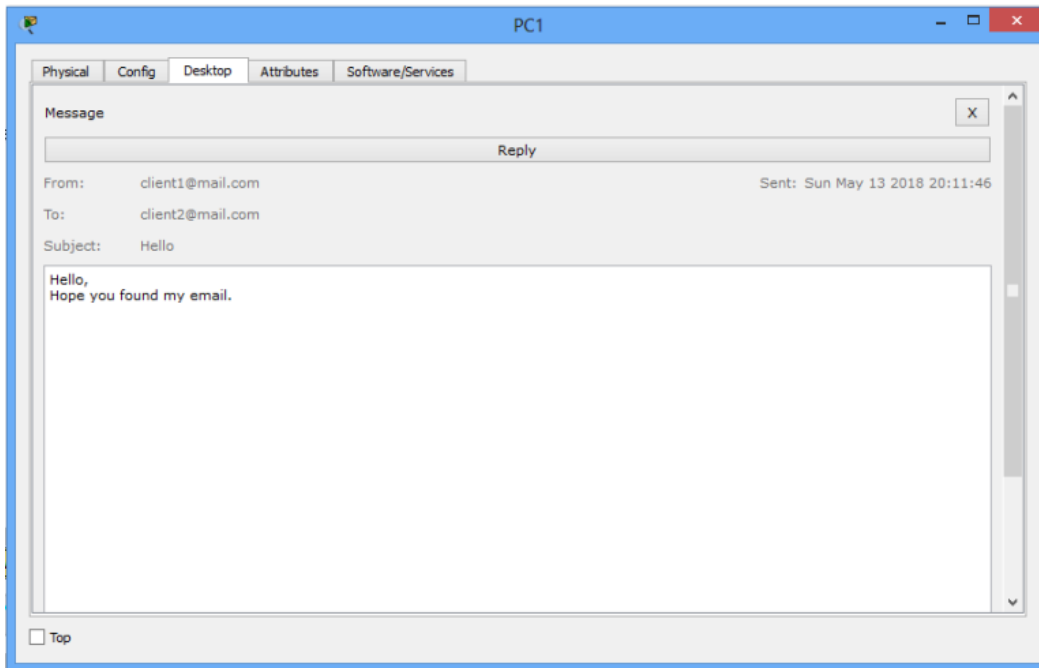 PC1
Physical Config Desktop Attributes Software/Services
Message X
Reply
From: client1@mail.com Sent: Sun May 13 2018 20:11:46
To: client2@mail.com
Subject: Hello
Hello,
Hope you found my email.
Top